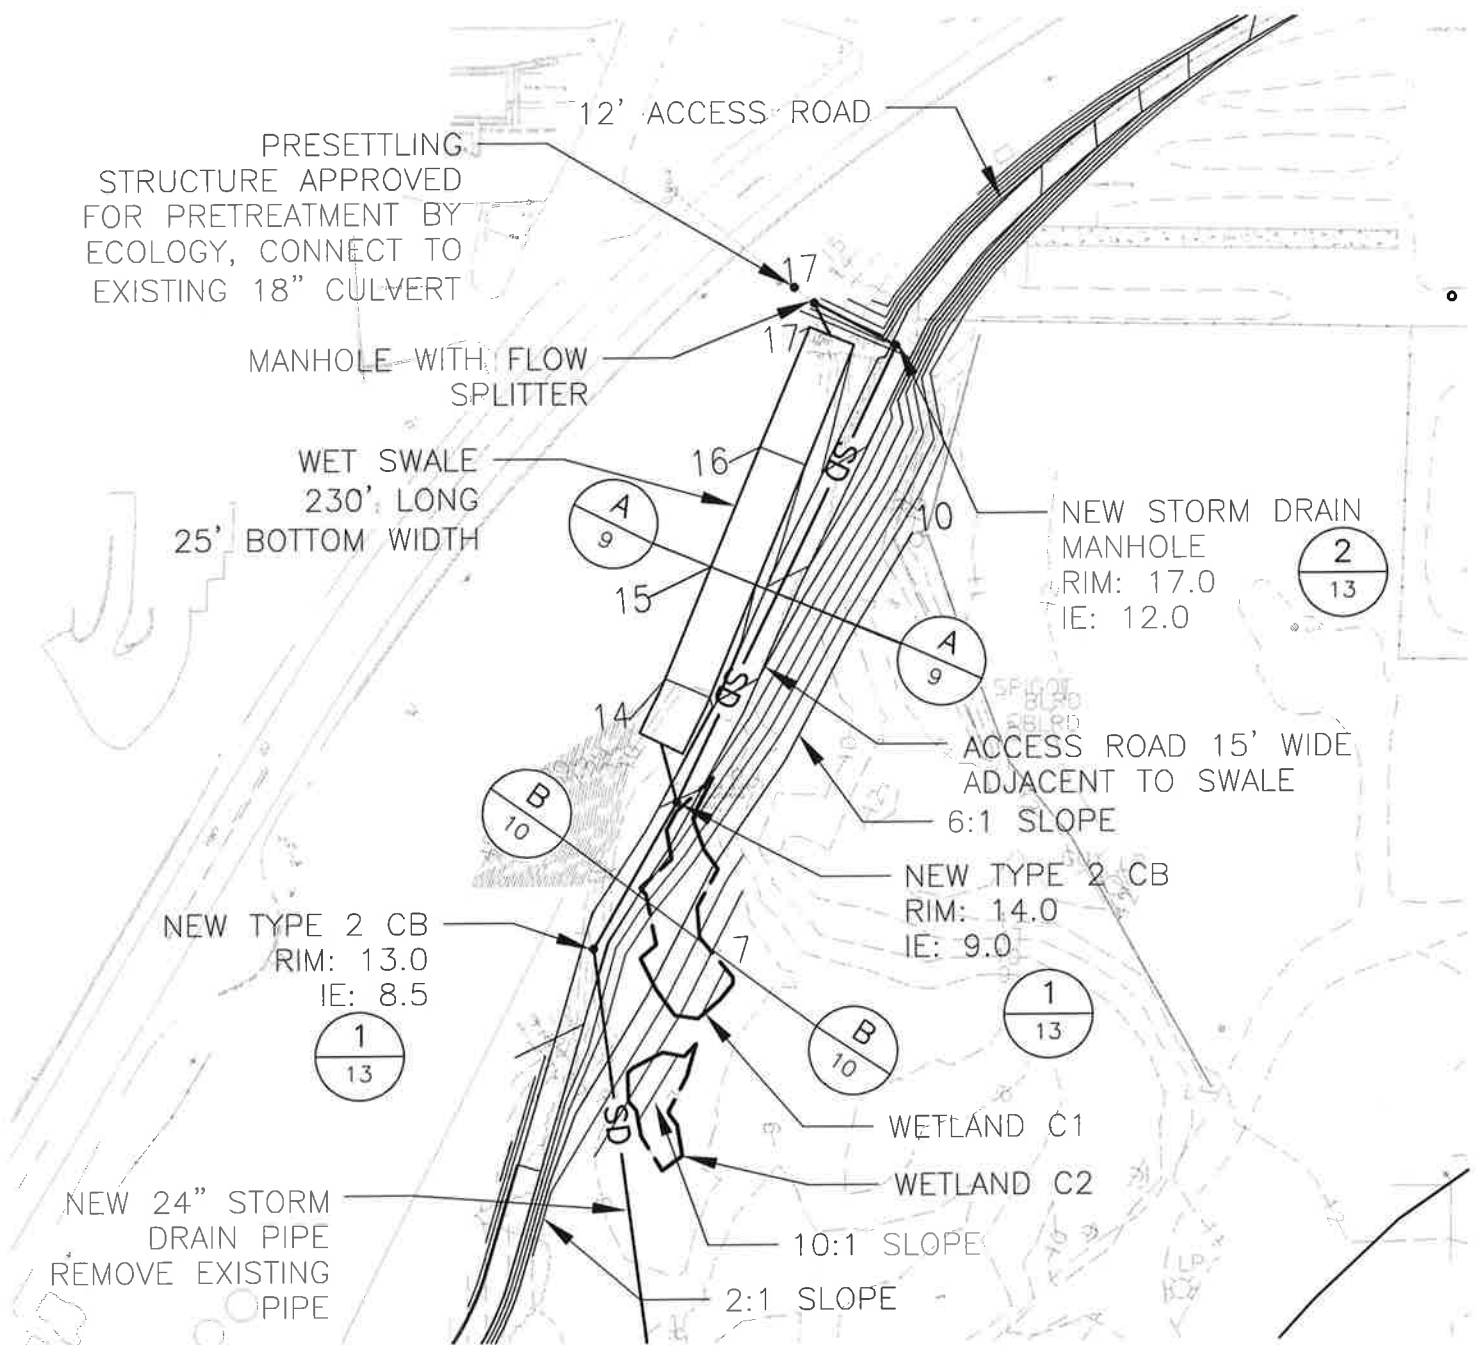 12' ACCESS ROAD
PRESETTLING
STRUCTURE APPROVED
FOR PRETREATMENT BY
ECOLOGY, CONNECT TO
EXISTING 18" CULVERT
17
MANHOLE WITH FLOW
SPLITTER
17
WET SWALE
230' LONG
25' BOTTOM WIDTH
16
SD
A
9
10
NEW STORM DRAIN
MANHOLE
RIM: 17.0
IE: 12.0
2
13
15
A
9
SPIGOT
BLRD
SD
14
ACCESS ROAD 15' WIDE
ADJACENT TO SWALE
6:1 SLOPE
B
10
NEW TYPE 2 CB
RIM: 14.0
IE: 9.0
1
13
NEW TYPE 2 CB
RIM: 13.0
IE: 8.5
1
13
7
B
10
WETLAND C1
SD
WETLAND C2
NEW 24" STORM
DRAIN PIPE
REMOVE EXISTING
PIPE
10:1 SLOPE
2:1 SLOPE
LP